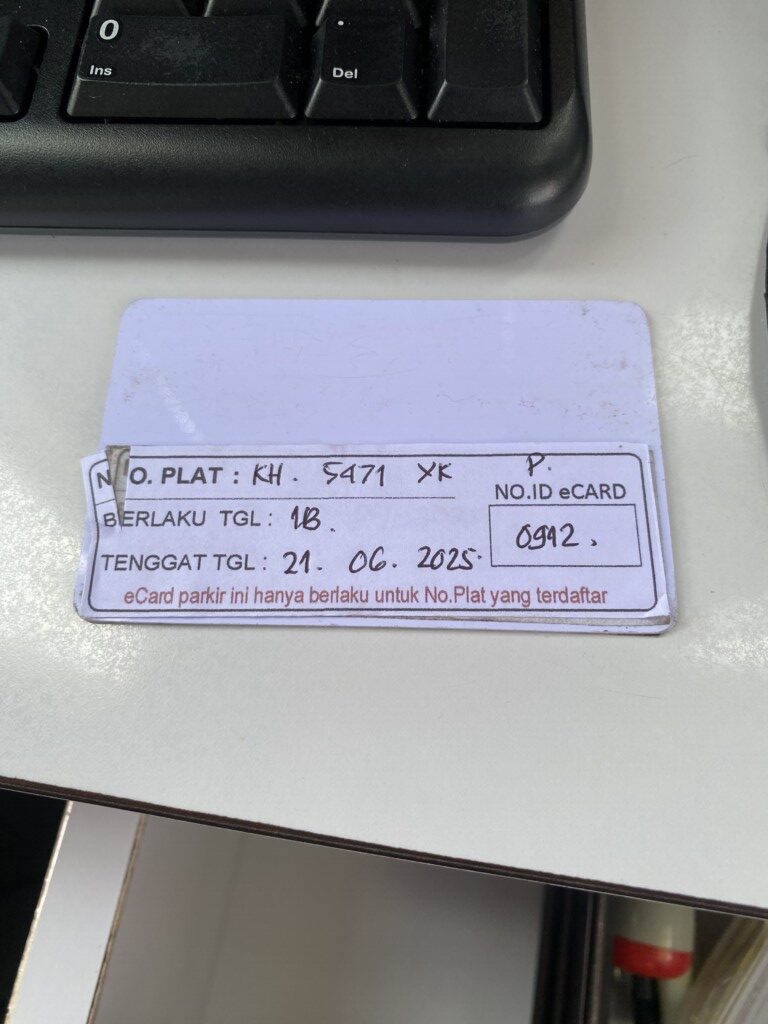 0
.
Ins
Del
NO. PLAT : KH. 5471 YK
P.
NO.ID eCARD
BERLAKU TGL : 1B.
0942.
TENGGAT TGL : 21. 06. 2025.
eCard parkir ini hanya berlaku untuk No.Plat yang terdaftar